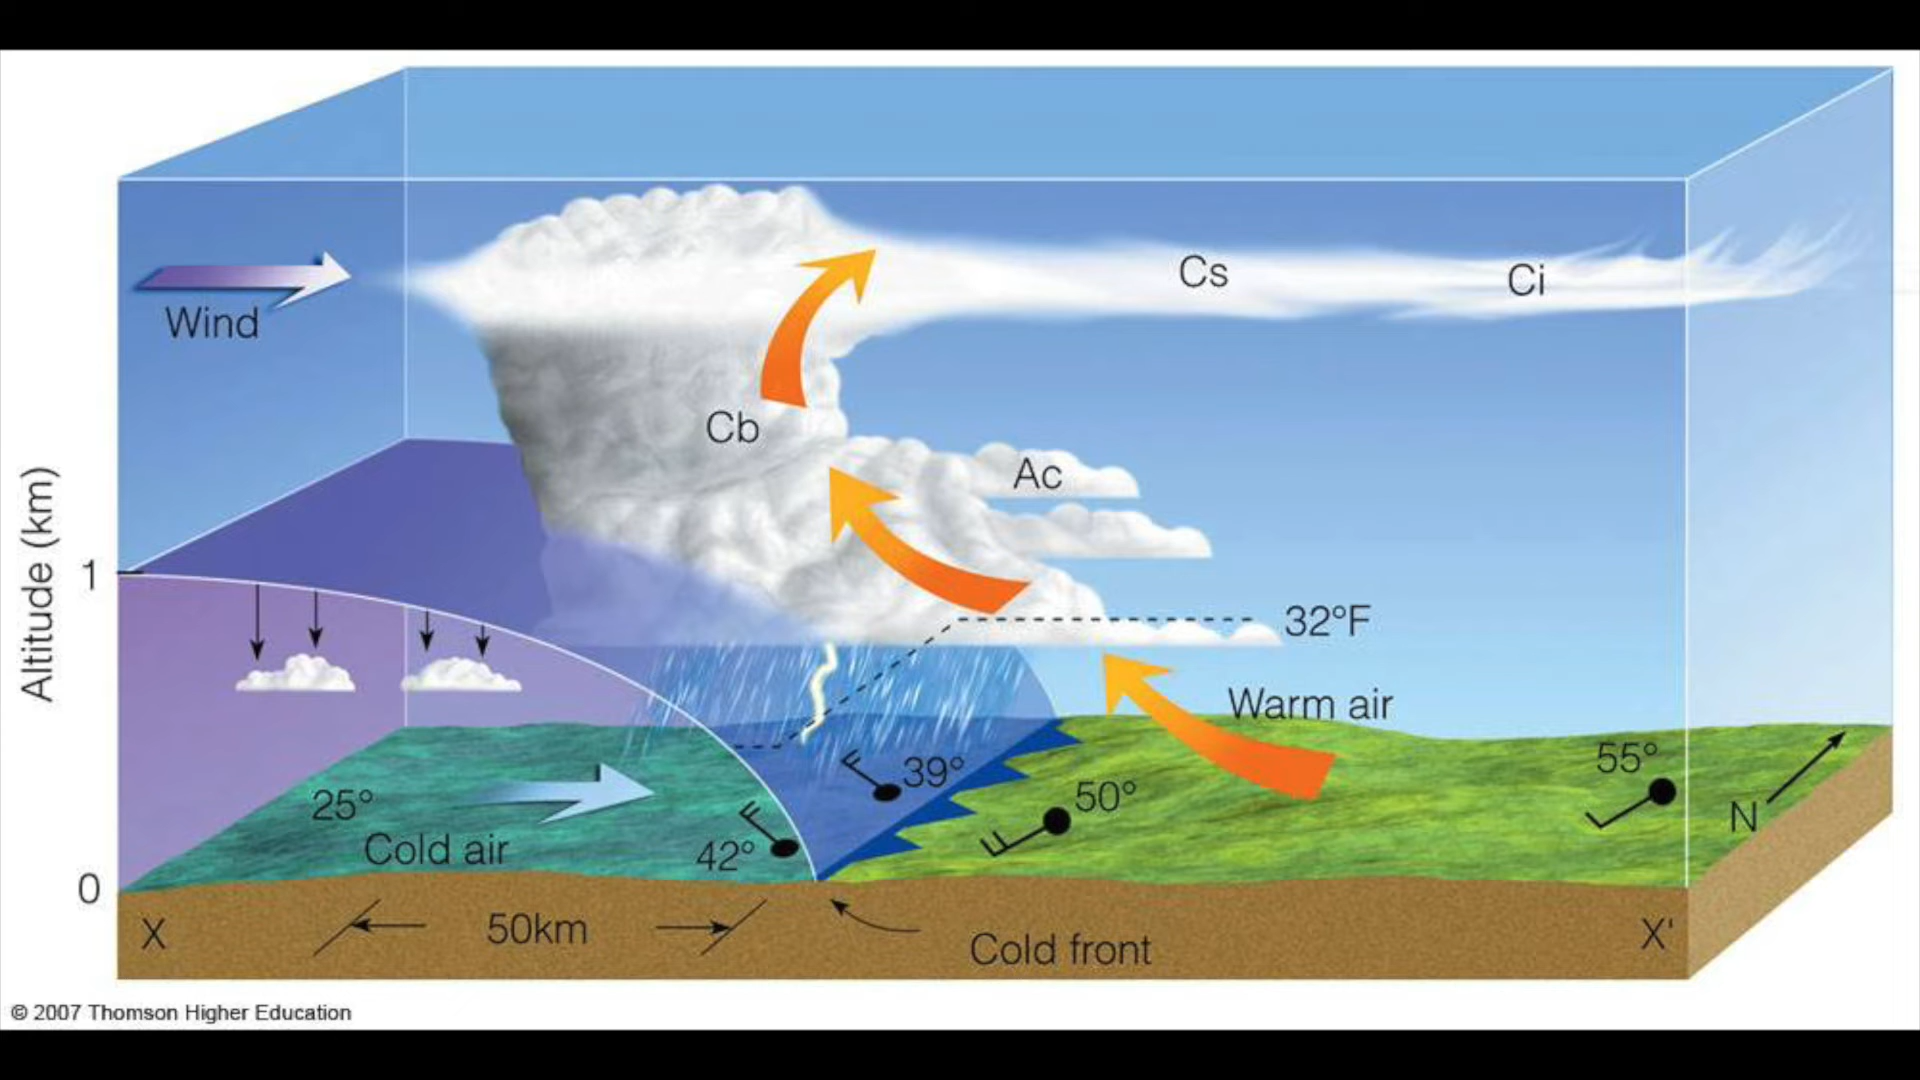 Wind
Cs
Ci
Cb
Ac
Altitude (km)
1
32°F
Warm air
55°
39°
50°
25°
N
Cold air
42°
0
X
50km
Cold front
X'
© 2007 Thomson Higher Education